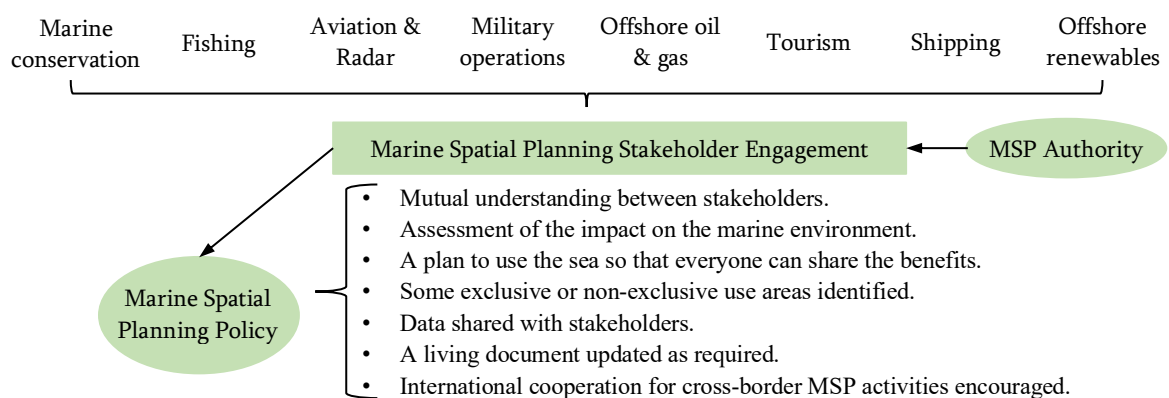 Marine
conservation
Fishing
Aviation &
Radar
Military
operations
Offshore oil
& gas
Tourism
Shipping
Offshore
renewables
Marine Spatial Planning Stakeholder Engagement
MSP Authority
• Mutual understanding between stakeholders.
• Assessment of the impact on the marine environment.
• A plan to use the sea so that everyone can share the benefits.
• Some exclusive or non-exclusive use areas identified.
• Data shared with stakeholders.
• A living document updated as required.
• International cooperation for cross-border MSP activities encouraged.
Marine Spatial
Planning Policy